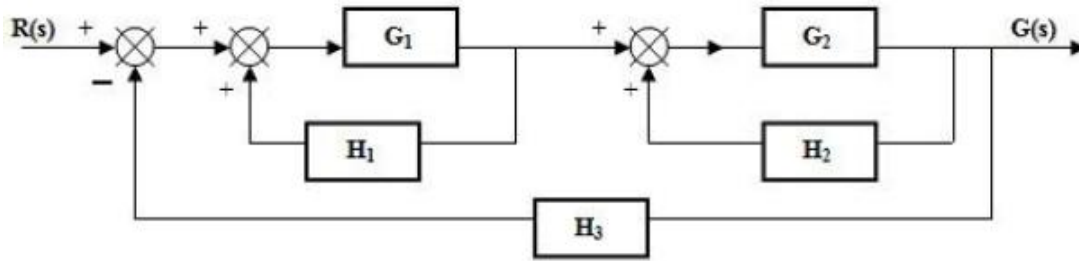 R(s) + + G₁ + G₂ G(s)
− + +
H₁ H₂
H₃